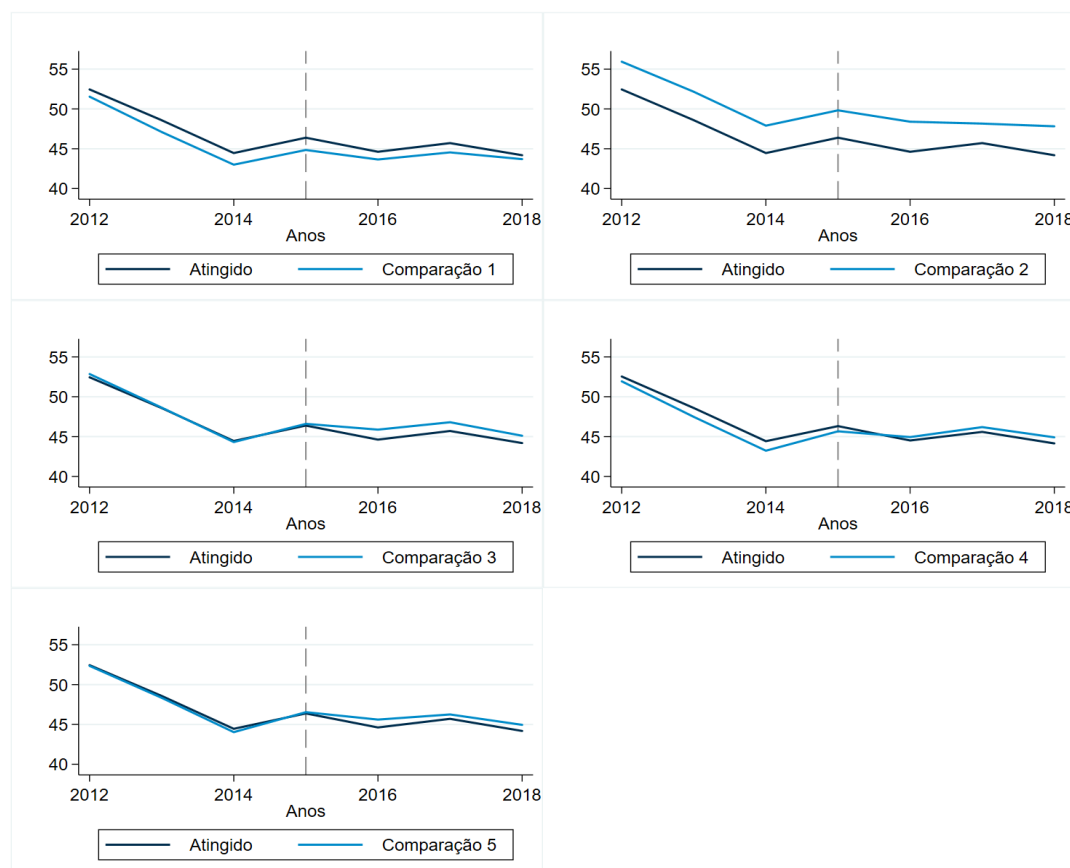 55
50
45
40
2012 2014 2016 2018
Anos
Atingido Comparação 1
55
50
45
40
2012 2014 2016 2018
Anos
Atingido Comparação 2
55
50
45
40
2012 2014 2016 2018
Anos
Atingido Comparação 3
55
50
45
40
2012 2014 2016 2018
Anos
Atingido Comparação 4
55
50
45
40
2012 2014 2016 2018
Anos
Atingido Comparação 5